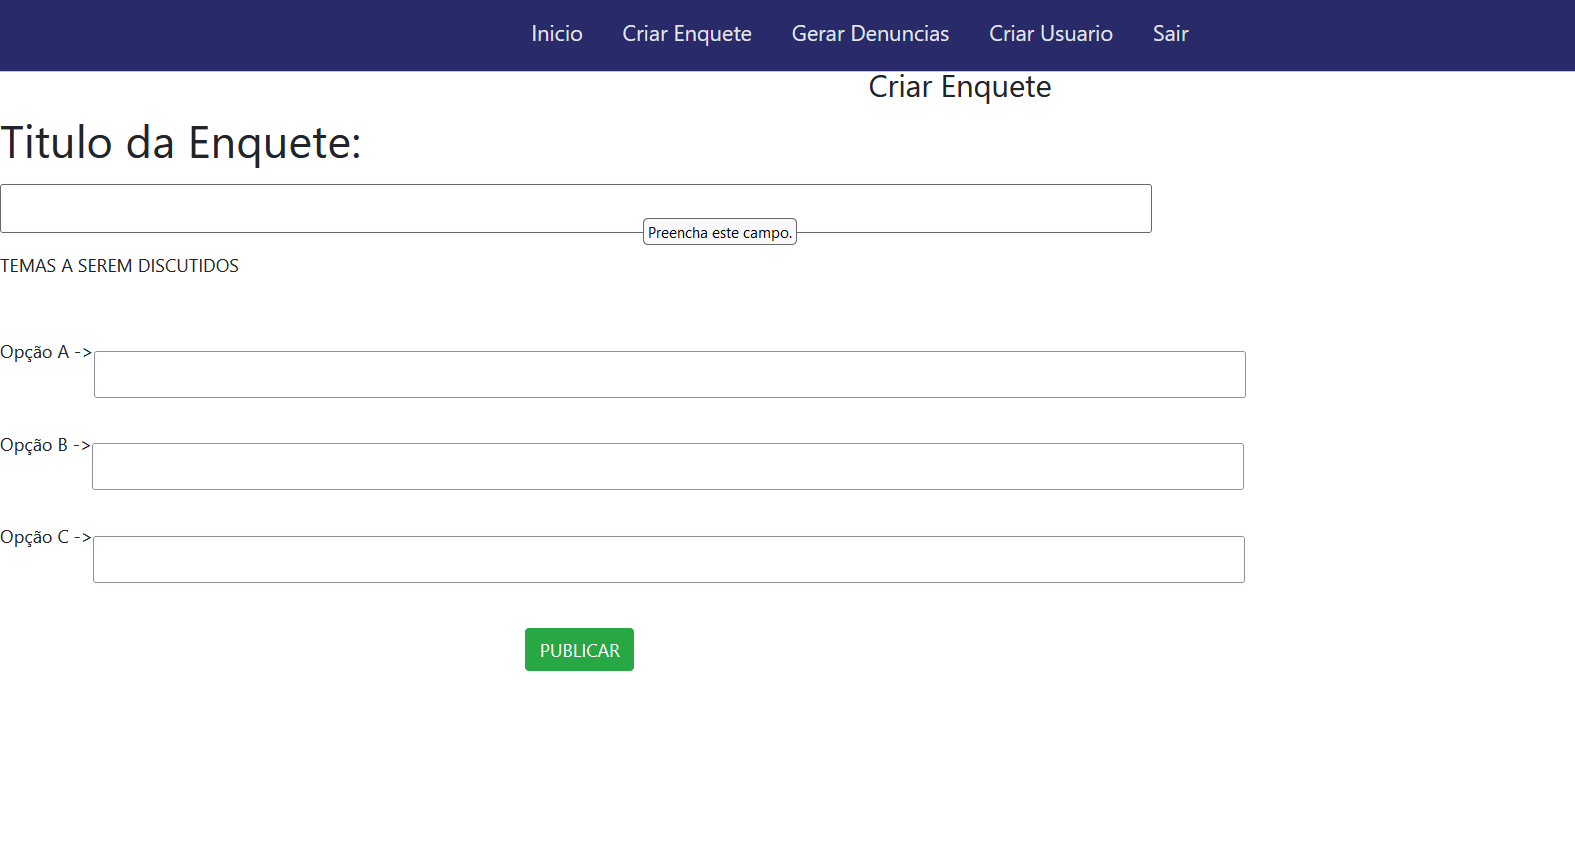 Inicio Criar Enquete Gerar Denuncias Criar Usuario Sair
Criar Enquete
Titulo da Enquete:
Preencha este campo.
TEMAS A SEREM DISCUTIDOS
Opção A ->
Opção B ->
Opção C ->
PUBLICAR